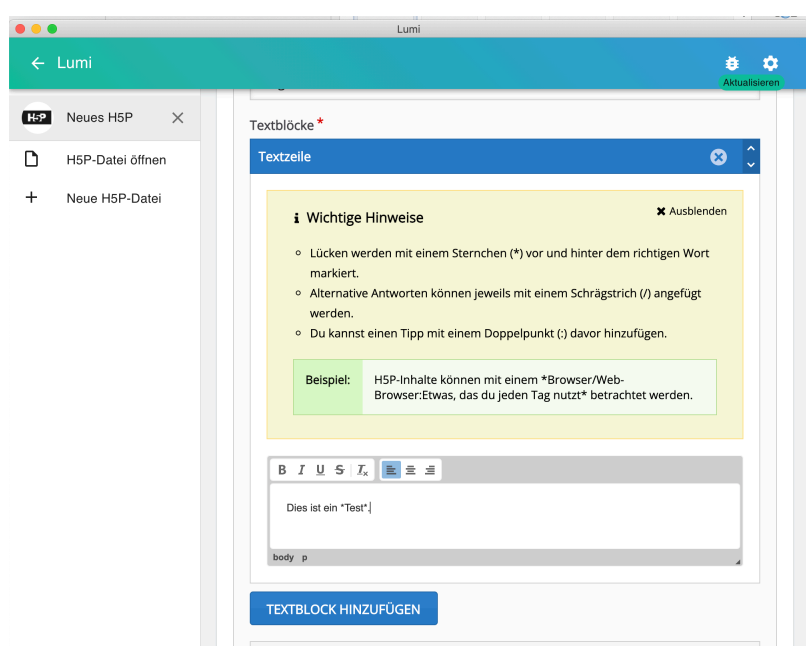 Lumi
Lumi
Aktualisieren
H5P
Neues H5P
H5P-Datei öffnen
Neue H5P-Datei
Textblöcke *
Textzeile
Wichtige Hinweise
Ausblenden
Lücken werden mit einem Sternchen (*) vor und hinter dem richtigen Wort
markiert.
Alternative Antworten können jeweils mit einem Schrägstrich (/) angefügt
werden.
Du kannst einen Tipp mit einem Doppelpunkt (:) davor hinzufügen.
Beispiel:
H5P-Inhalte können mit einem *Browser/Web-
Browser:Etwas, das du jeden Tag nutzt* betrachtet werden.
B I U S Tx
Dies ist ein *Test*.
body p
TEXTBLOCK HINZUFÜGEN